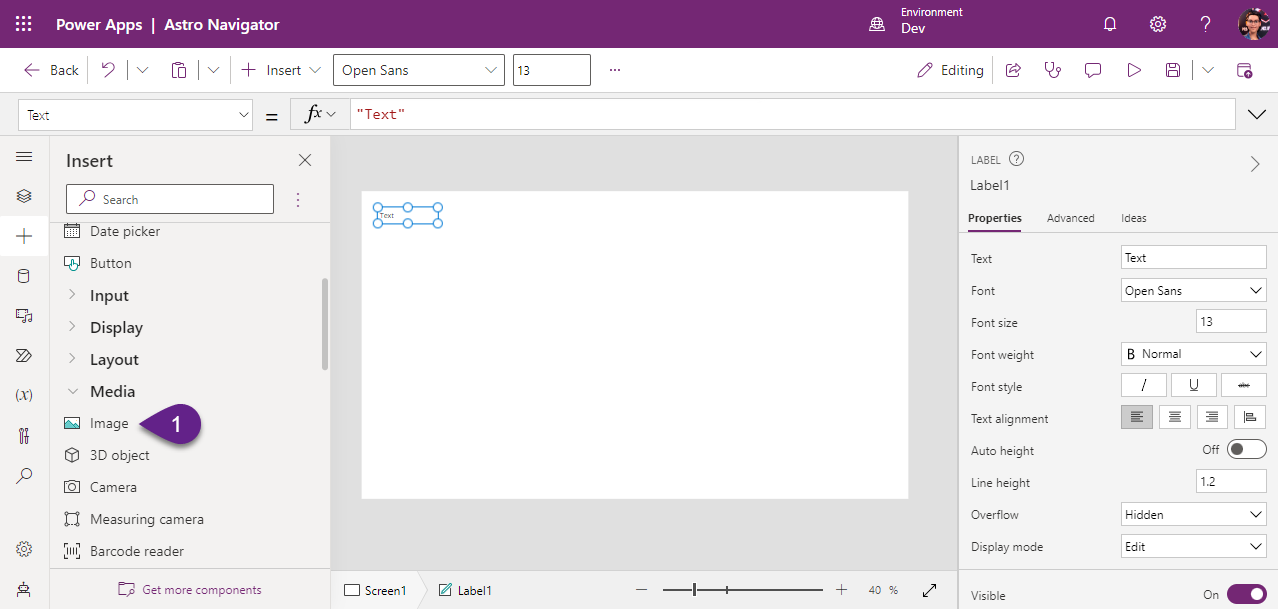 Power Apps | Astro Navigator
Environment
Dev
?
Back
Insert
Open Sans
13
...
Editing
Text
=
fx
"Text"
Insert
Search
Date picker
Button
Input
Display
Layout
Media
Image
1
3D object
Camera
Measuring camera
Barcode reader
Get more components
(x)
Text
Screen1
Label1
40 %
LABEL ?
Label1
Properties Advanced Ideas
Text Text
Font Open Sans
Font size 13
Font weight B Normal
Font style / U abc
Text alignment
Auto height Off
Line height 1.2
Overflow Hidden
Display mode Edit
Visible On